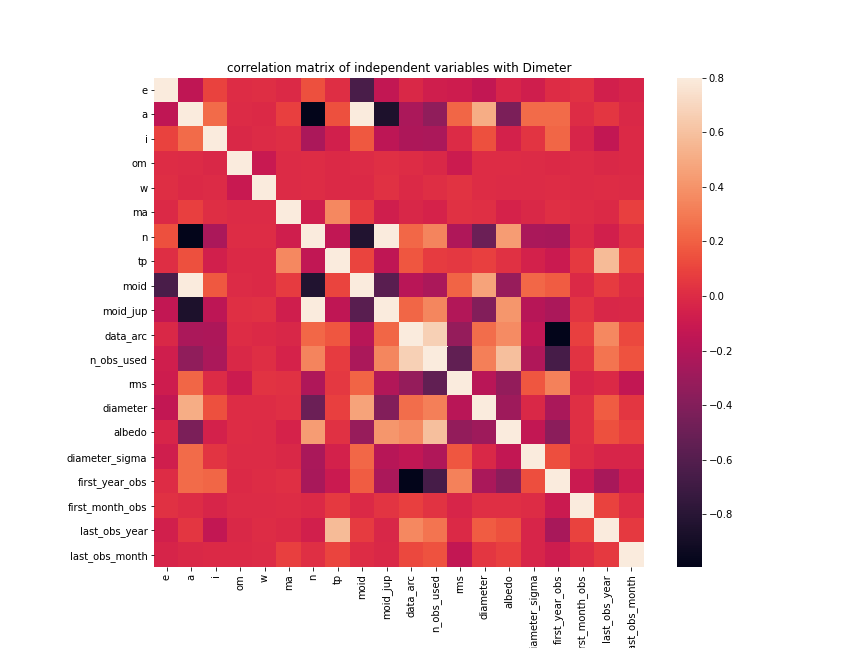 correlation matrix of independent variables with Dimeter
e
a
i
om
w
ma
n
tp
moid
moid_jup
data_arc
n_obs_used
rms
diameter
albedo
diameter_sigma
first_year_obs
first_month_obs
last_obs_year
last_obs_month
e
a
i
om
w
ma
n
tp
moid
moid_jup
data_arc
n_obs_used
rms
diameter
albedo
iameter_sigma
first_year_obs
rst_month_obs
last_obs_year
ast_obs_month
0.8
0.6
0.4
0.2
0.0
−0.2
−0.4
−0.6
−0.8